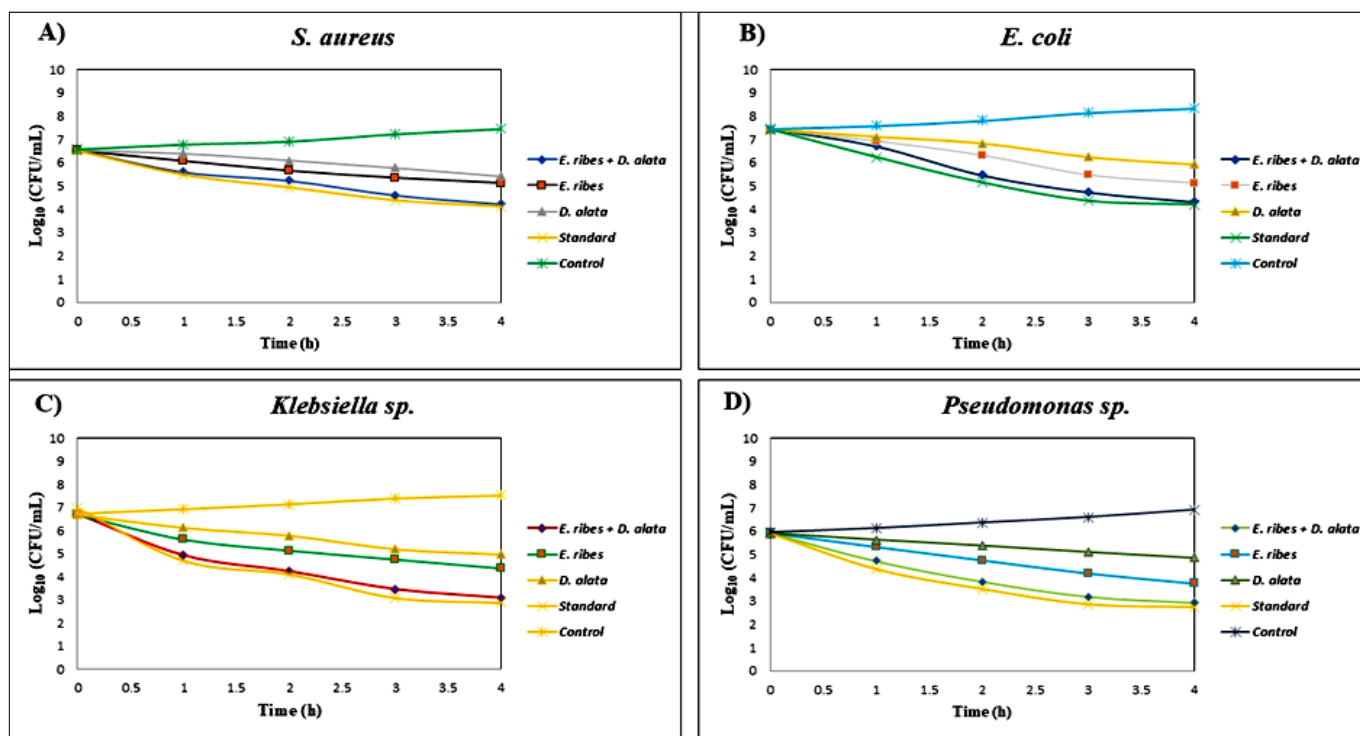 A)
S. aureus
10
9
8
7
6
5
4
3
2
1
0
Log₁₀ (CFU/mL)
0 0.5 1 1.5 2 2.5 3 3.5 4
Time (h)
E. ribes + D. alata
E. ribes
D. alata
Standard
Control
B)
E. coli
10
9
8
7
6
5
4
3
2
1
0
Log₁₀ (CFU/mL)
0 0.5 1 1.5 2 2.5 3 3.5 4
Time (h)
E. ribes + D. alata
E. ribes
D. alata
Standard
Control
C)
Klebsiella sp.
10
9
8
7
6
5
4
3
2
1
0
Log₁₀ (CFU/mL)
0 0.5 1 1.5 2 2.5 3 3.5 4
Time (h)
E. ribes + D. alata
E. ribes
D. alata
Standard
Control
D)
Pseudomonas sp.
10
9
8
7
6
5
4
3
2
1
0
Log₁₀ (CFU/mL)
0 0.5 1 1.5 2 2.5 3 3.5 4
Time (h)
E. ribes + D. alata
E. ribes
D. alata
Standard
Control